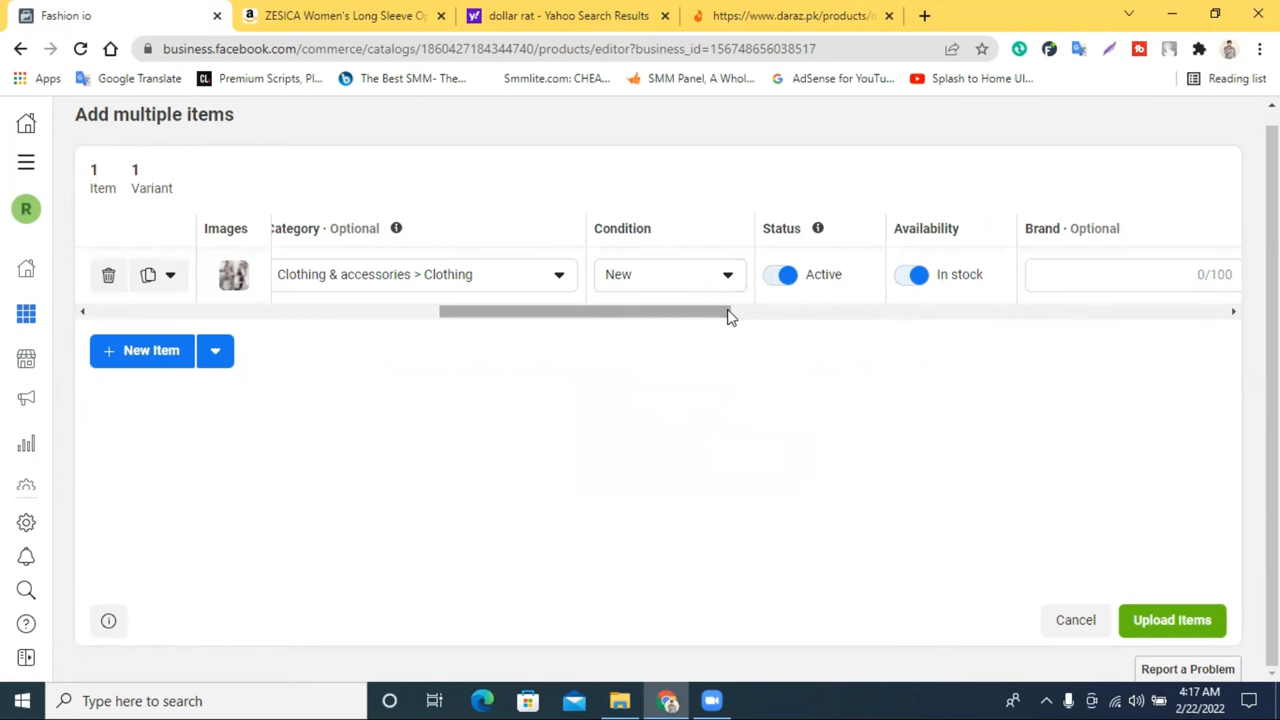 Fashion io
ZESICA Women's Long Sleeve Op
dollar rat - Yahoo Search Results
https://www.daraz.pk/products/
business.facebook.com/commerce/catalogs/1860427184344740/products/editor?business_id=156748656038517
Apps
Google Translate
Premium Scripts, Pl...
The Best SMM- The...
Smmlite.com: CHEA...
SMM Panel, A Whol...
AdSense for YouTu...
Splash to Home UI...
Reading list
Add multiple items
1 1
Item Variant
R
Images
Category · Optional
Condition
Status
Availability
Brand · Optional
Clothing & accessories > Clothing
New
Active
In stock
0/100
+ New Item
Cancel
Upload Items
Report a Problem
Type here to search
4:17 AM
2/22/2022